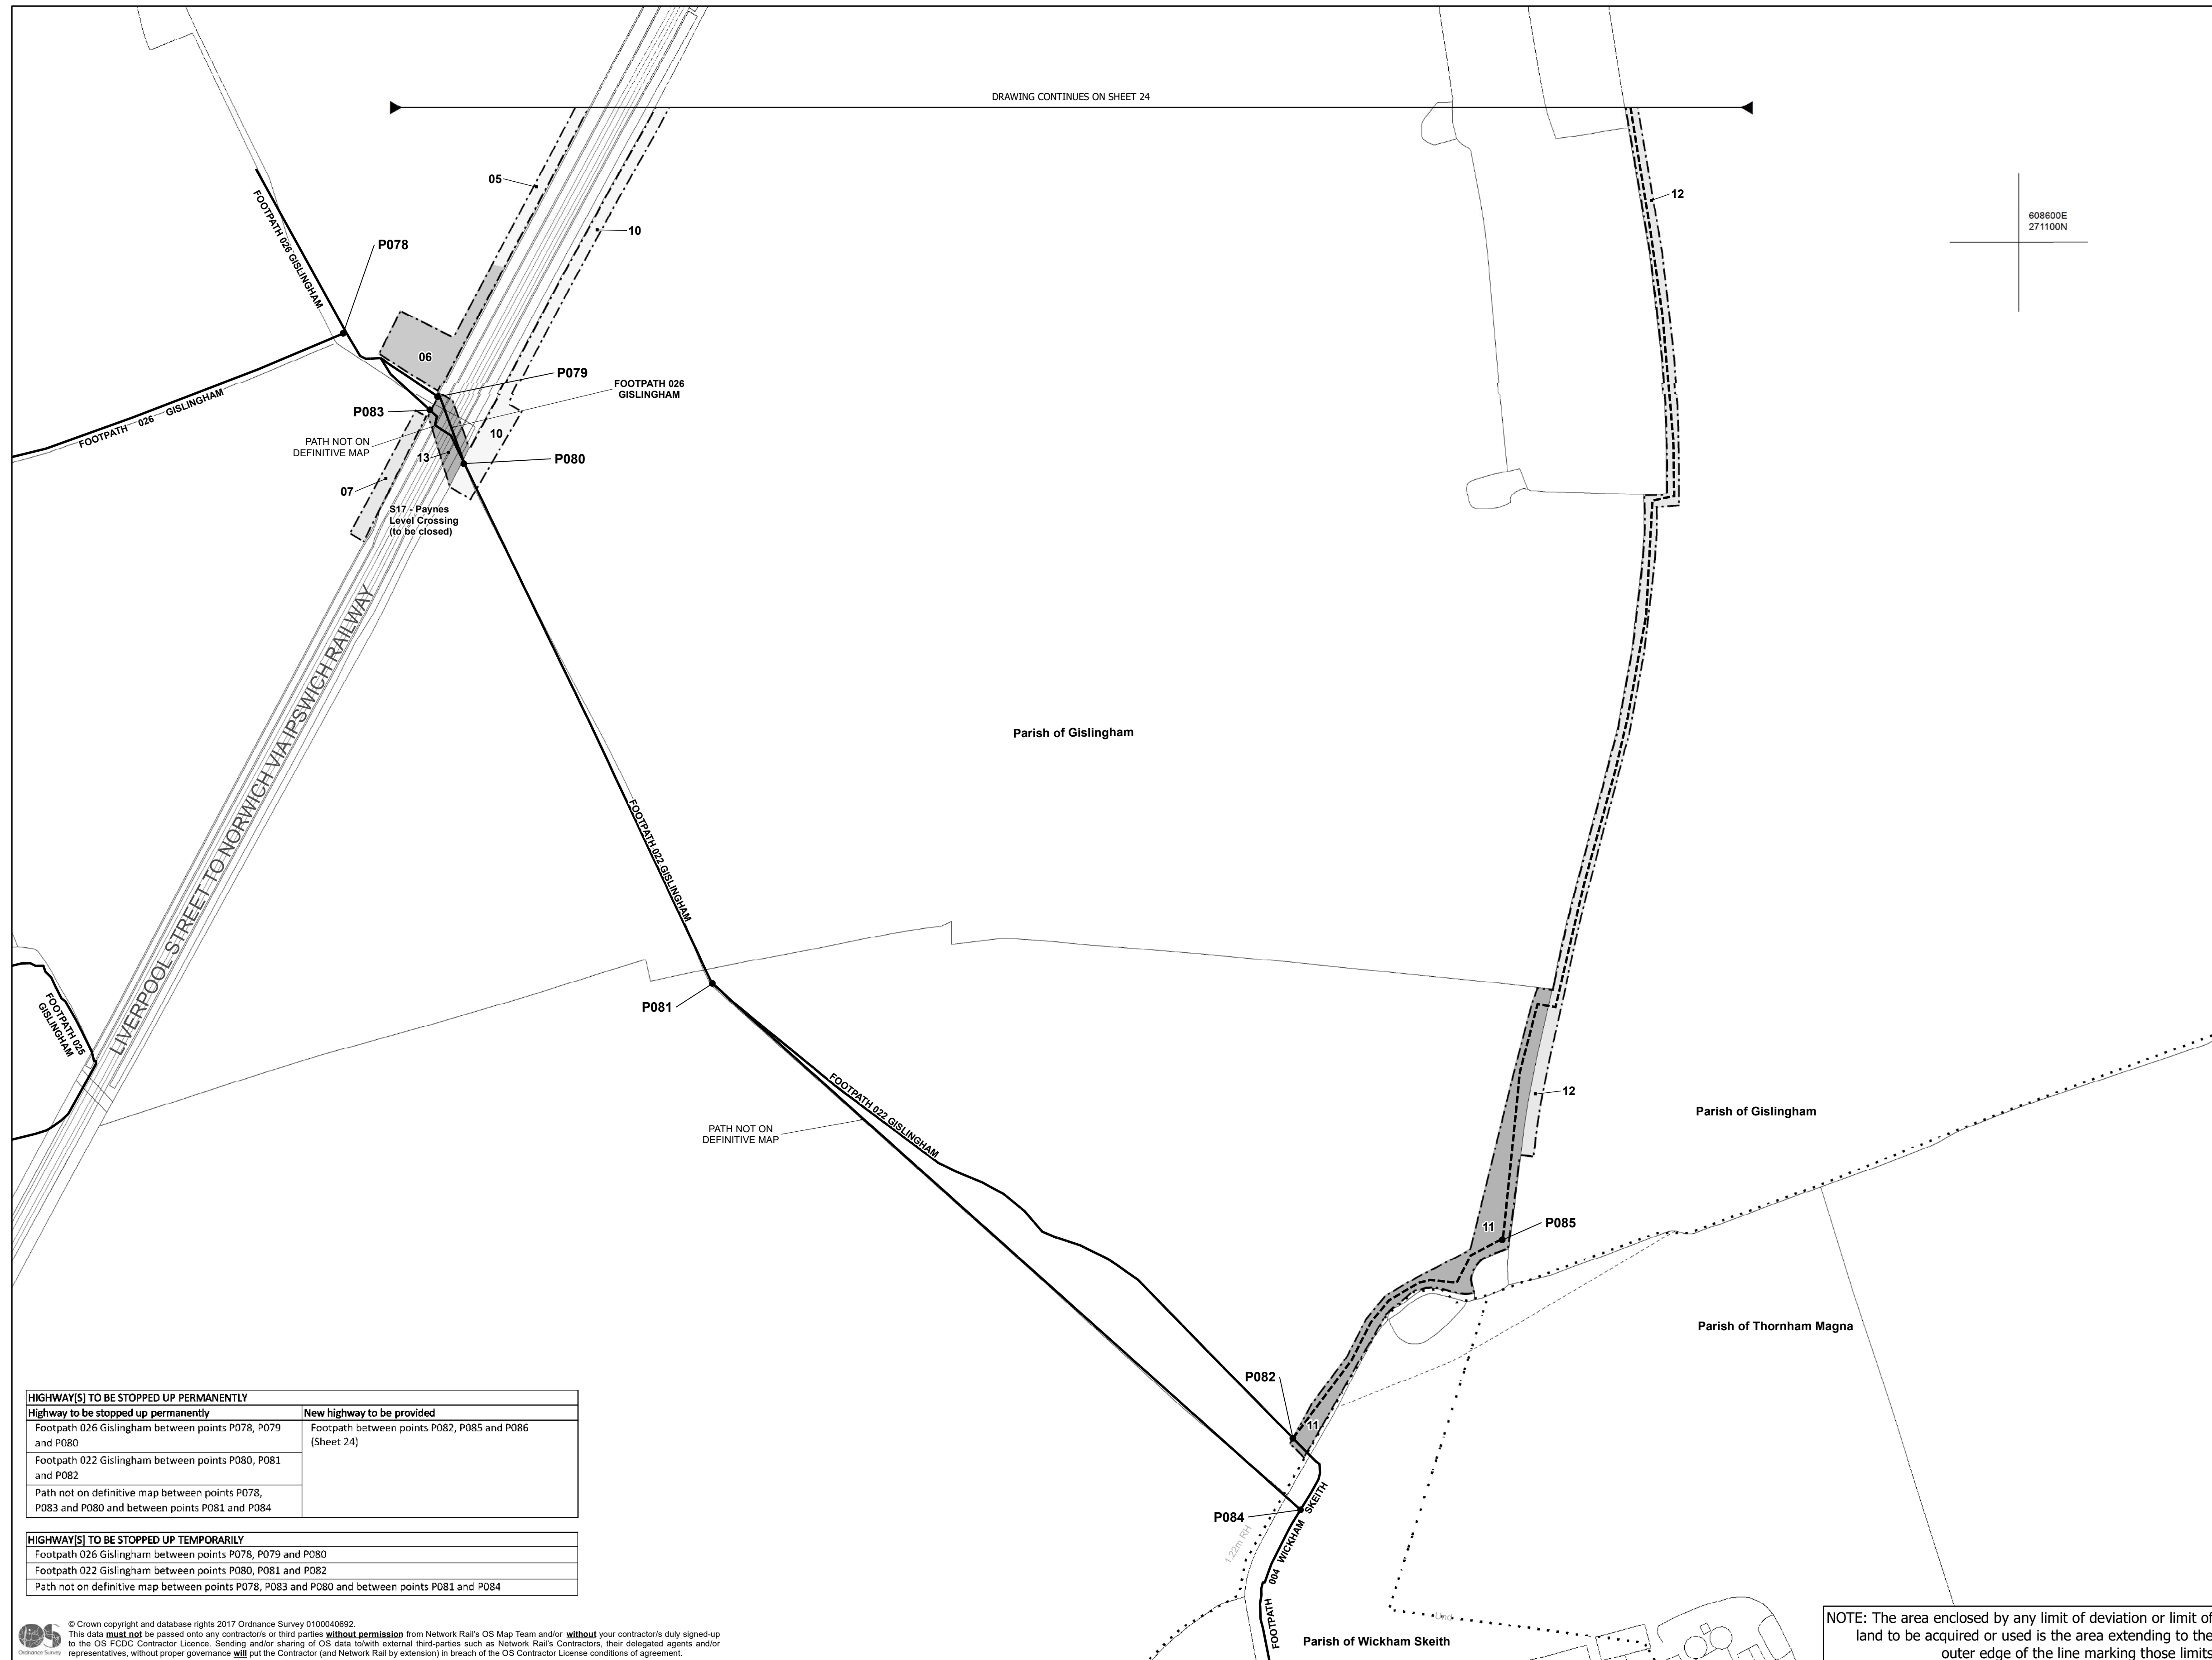 DRAWING CONTINUES ON SHEET 24
05
10
12
608600E
271100N
FOOTPATH 026 GISLINGHAM
P078
06
P079
FOOTPATH 026
GISLINGHAM
P083
FOOTPATH 026 GISLINGHAM
PATH NOT ON
DEFINITIVE MAP
10
13
P080
07
S17 - Paynes
Level Crossing
(to be closed)
LIVERPOOL STREET TO NORWICH VIA IPSWICH RAILWAY
Parish of Gislingham
FOOTPATH 022 GISLINGHAM
P081
FOOTPATH 025
GISLINGHAM
FOOTPATH 022 GISLINGHAM
PATH NOT ON
DEFINITIVE MAP
12
Parish of Gislingham
11
P085
Parish of Thornham Magna
P082
11
P084
1.22m RH
FOOTPATH 004 WICKHAM SKEITH
Und
Parish of Wickham Skeith
HIGHWAY[S] TO BE STOPPED UP PERMANENTLY
Highway to be stopped up permanently
New highway to be provided
Footpath 026 Gislingham between points P078, P079
and P080
Footpath between points P082, P085 and P086
(Sheet 24)
Footpath 022 Gislingham between points P080, P081
and P082
Path not on definitive map between points P078,
P083 and P080 and between points P081 and P084
HIGHWAY[S] TO BE STOPPED UP TEMPORARILY
Footpath 026 Gislingham between points P078, P079 and P080
Footpath 022 Gislingham between points P080, P081 and P082
Path not on definitive map between points P078, P083 and P080 and between points P081 and P084
OS
Ordnance Survey
© Crown copyright and database rights 2017 Ordnance Survey 0100040692.
This data must not be passed onto any contractor/s or third parties without permission from Network Rail's OS Map Team and/or without your contractor/s duly signed-up
to the OS FCDC Contractor Licence. Sending and/or sharing of OS data to/with external third-parties such as Network Rail's Contractors, their delegated agents and/or
representatives, without proper governance will put the Contractor (and Network Rail by extension) in breach of the OS Contractor License conditions of agreement.
NOTE: The area enclosed by any limit of deviation or limit of
land to be acquired or used is the area extending to the
outer edge of the line marking those limits